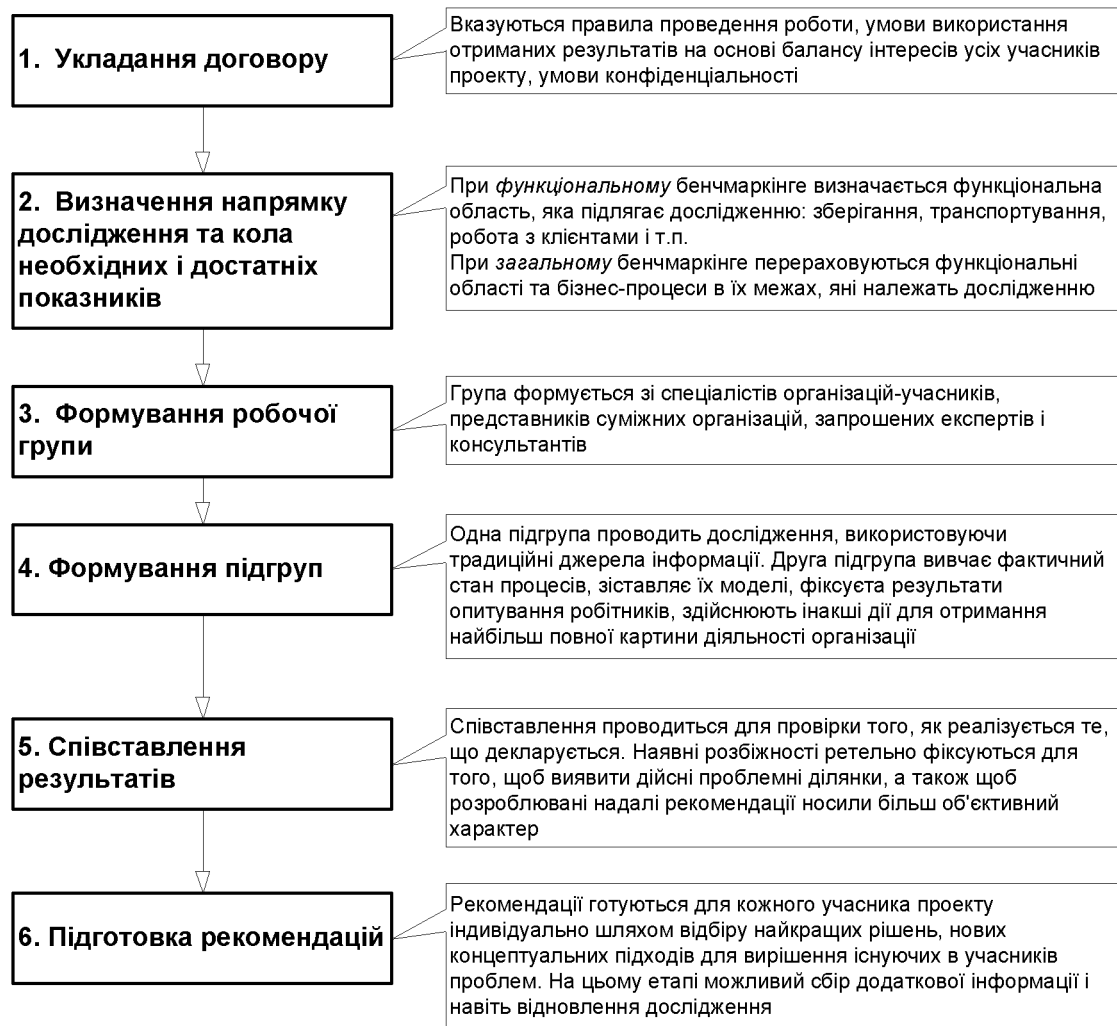 1. Укладання договору
Вказуються правила проведення роботи, умови використання
отриманих результатів на основі балансу інтересів усіх учасників
проекту, умови конфіденціальності
2. Визначення напрямку
дослідження та кола
необхідних і достатніх
показників
При функціональному бенчмаркінге визначається функціональна
область, яка підлягає дослідженню: зберігання, транспортування,
робота з клієнтами і т.п.
При загальному бенчмаркінге перераховуються функціональні
області та бізнес-процеси в їх межах, яні належать дослідженню
3. Формування робочої
групи
Група формується зі спеціалістів організацій-учасників,
представників суміжних організацій, запрошених експертів і
консультантів
4. Формування підгруп
Одна підгрупа проводить дослідження, використовуючи
традиційні джерела інформації. Друга підгрупа вивчає фактичний
стан процесів, зіставляє їх моделі, фіксуєта результати
опитування робітників, здійснюють інакші дії для отримання
найбільш повної картини діяльності організації
5. Співставлення
результатів
Співставлення проводиться для провірки того, як реалізується те,
що декларується. Наявні розбіжності ретельно фіксуються для
того, щоб виявити дійсні проблемні ділянки, а також щоб
розроблювані надалі рекомендації носили більш об'єктивний
характер
6. Підготовка рекомендацій
Рекомендації готуються для кожного учасника проекту
індивідуально шляхом відбіру найкращих рішень, нових
концептуальних підходів для вирішення існуючих в учасників
проблем. На цьому етапі можливий сбір додаткової інформації і
навіть відновлення дослідження